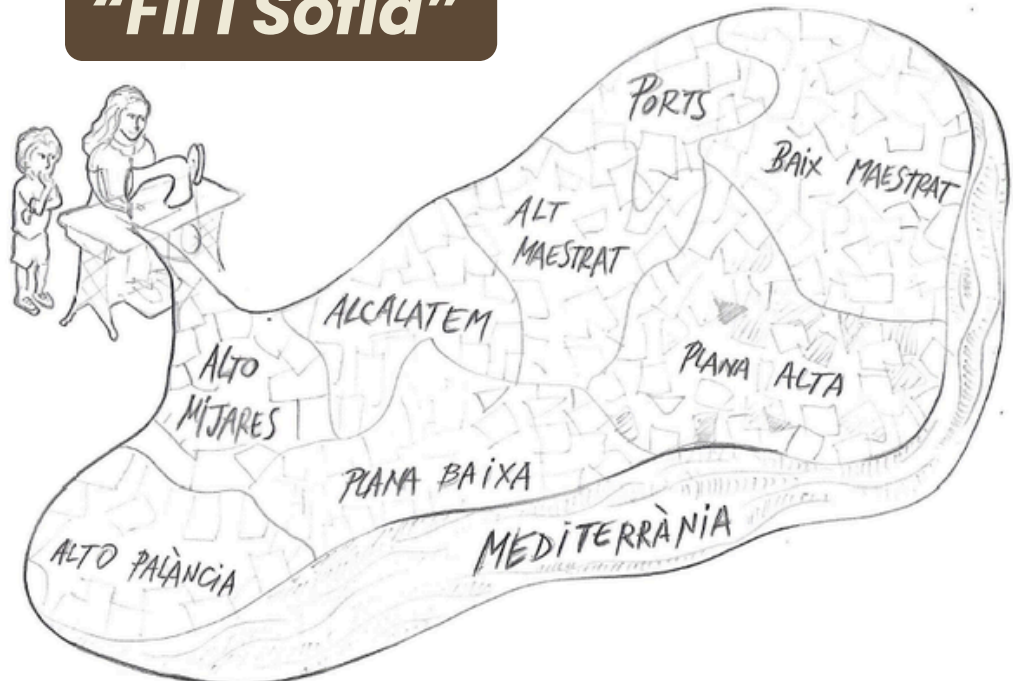 "Fil i Sofia"
PORTS
BAIX MAESTRAT
ALT
MAESTRAT
ALCALATEM
ALTO
MIJARES
PLANA ALTA
PLANA BAIXA
MEDITERRÀNIA
ALTO PALÀNCIA